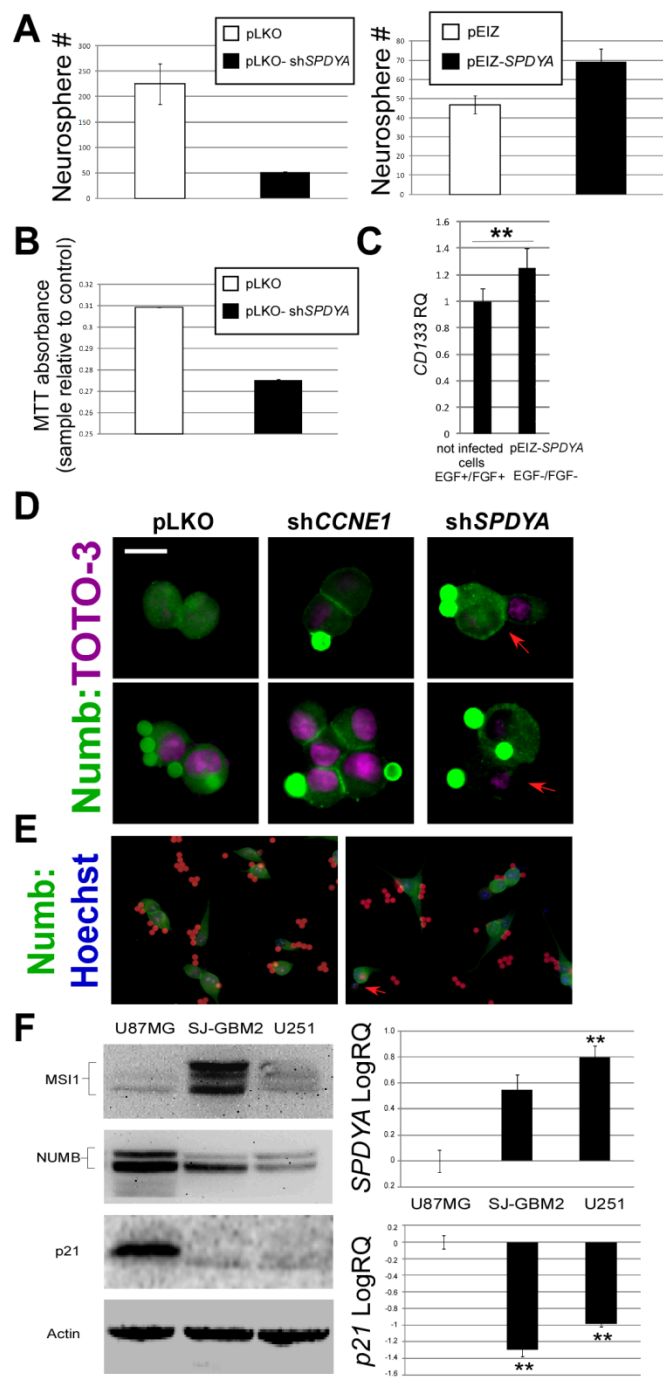 A
Neurosphere #
300
250
200
150
100
50
0
pLKO
pLKO- shSPDYA
Neurosphere #
80
70
60
50
40
30
20
10
0
pEIZ
pEIZ-SPDYA
B
MTT absorbance
(sample relative to control)
0.32
0.31
0.3
0.29
0.28
0.27
0.26
0.25
pLKO
pLKO- shSPDYA
C
CD133 RQ
1.6
1.4
1.2
1
0.8
0.6
0.4
0.2
0
**
not infected
cells
EGF+/FGF+
pEIZ-SPDYA
EGF-/FGF-
D
pLKO
shCCNE1
shSPDYA
Numb:TOTO-3
E
Numb:
Hoechst
F
U87MG
SJ-GBM2
U251
MSI1
NUMB
p21
Actin
SPDYA LogRQ
1
0.8
0.6
0.4
0.2
0
0.2
**
U87MG
SJ-GBM2
U251
p21 LogRQ
0
-0.2
-0.4
-0.6
-0.8
-1
-1.2
-1.4
-1.6
**
**